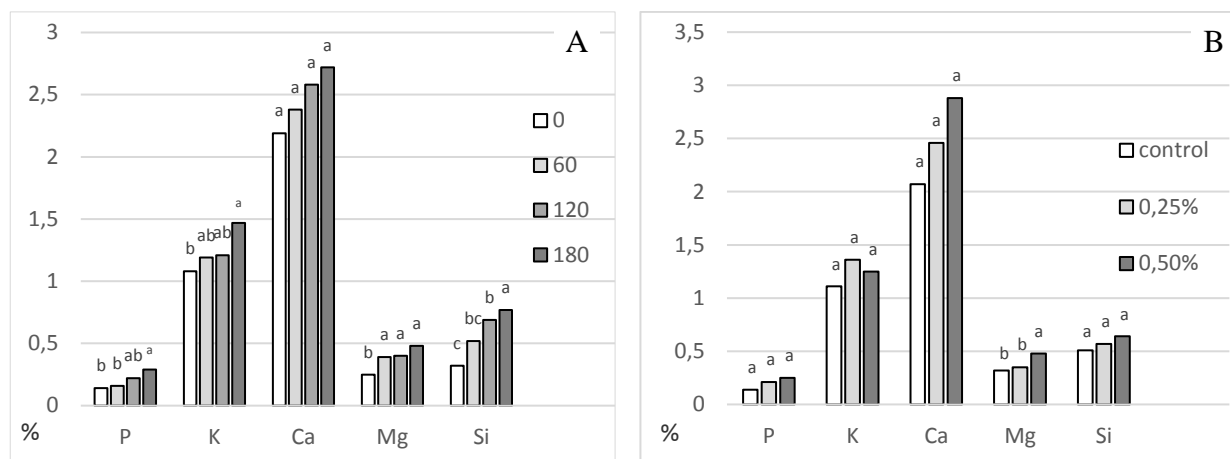 A
3
2,5
2
1,5
1
0,5
0
%
b b ab a
b ab ab a
a a a a
b a a a
c bc b a
P K Ca Mg Si
0
60
120
180
B
3,5
3
2,5
2
1,5
1
0,5
0
%
a a a
a a a
a a a
b b a
a a a
P K Ca Mg Si
control
0,25%
0,50%